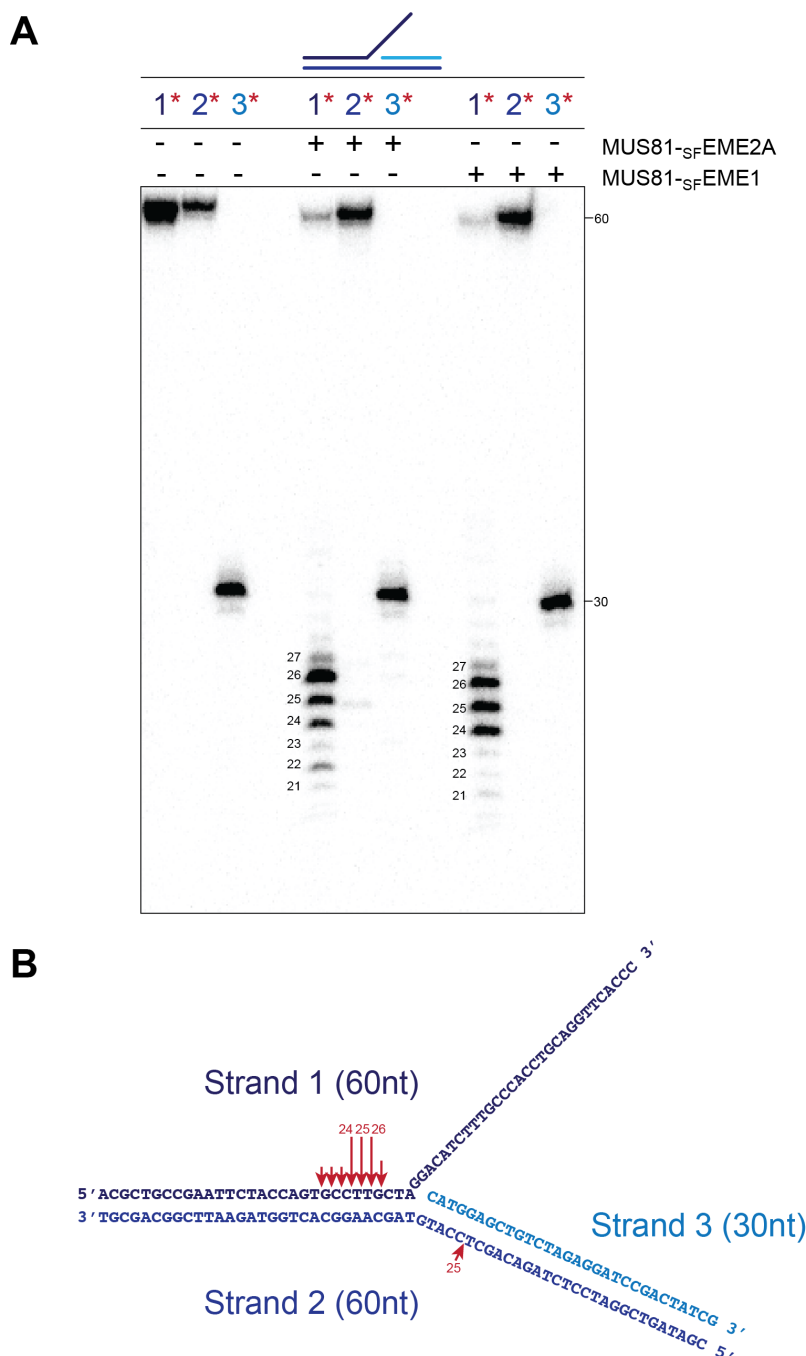 A
1* 2* 3* 1* 2* 3* 1* 2* 3*
- - - + + + - - - MUS81-SFEME2A
- - - - - - + + + MUS81-SFEME1
60
30
27 27
26 26
25 25
24 24
23 23
22 22
21 21
B
Strand 1 (60nt)
24 25 26
5'ACGCTGCCGAATTCTACCAGTGCCTTGCTA
GGACATCTTTGCCCACCTGCAGGTTCACCC 3'
3'TGCGACGGCTTAAGATGGTCACGGAACGAT
GTACCTCGACAGATCTCCTAGGCTGATAGC 5'
CATGGAGCTGTCTAGAGGATCCGACTATCG 3'
25
Strand 3 (30nt)
Strand 2 (60nt)